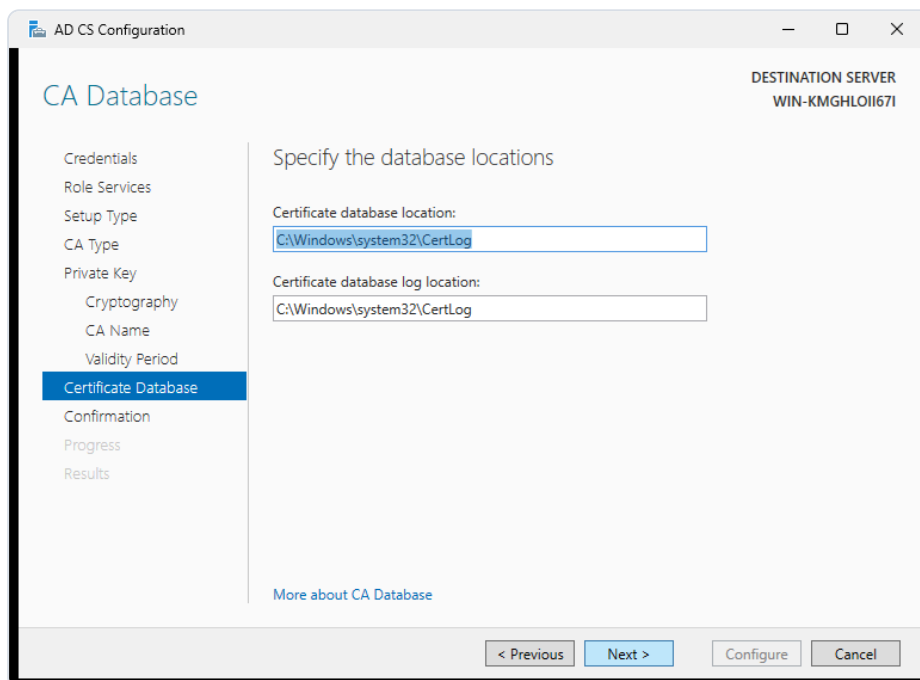 AD CS Configuration
CA Database
DESTINATION SERVER
WIN-KMGHLOII67I
Credentials
Role Services
Setup Type
CA Type
Private Key
Cryptography
CA Name
Validity Period
Certificate Database
Confirmation
Progress
Results
Specify the database locations
Certificate database location:
C:\Windows\system32\CertLog
Certificate database log location:
C:\Windows\system32\CertLog
More about CA Database
< Previous
Next >
Configure
Cancel